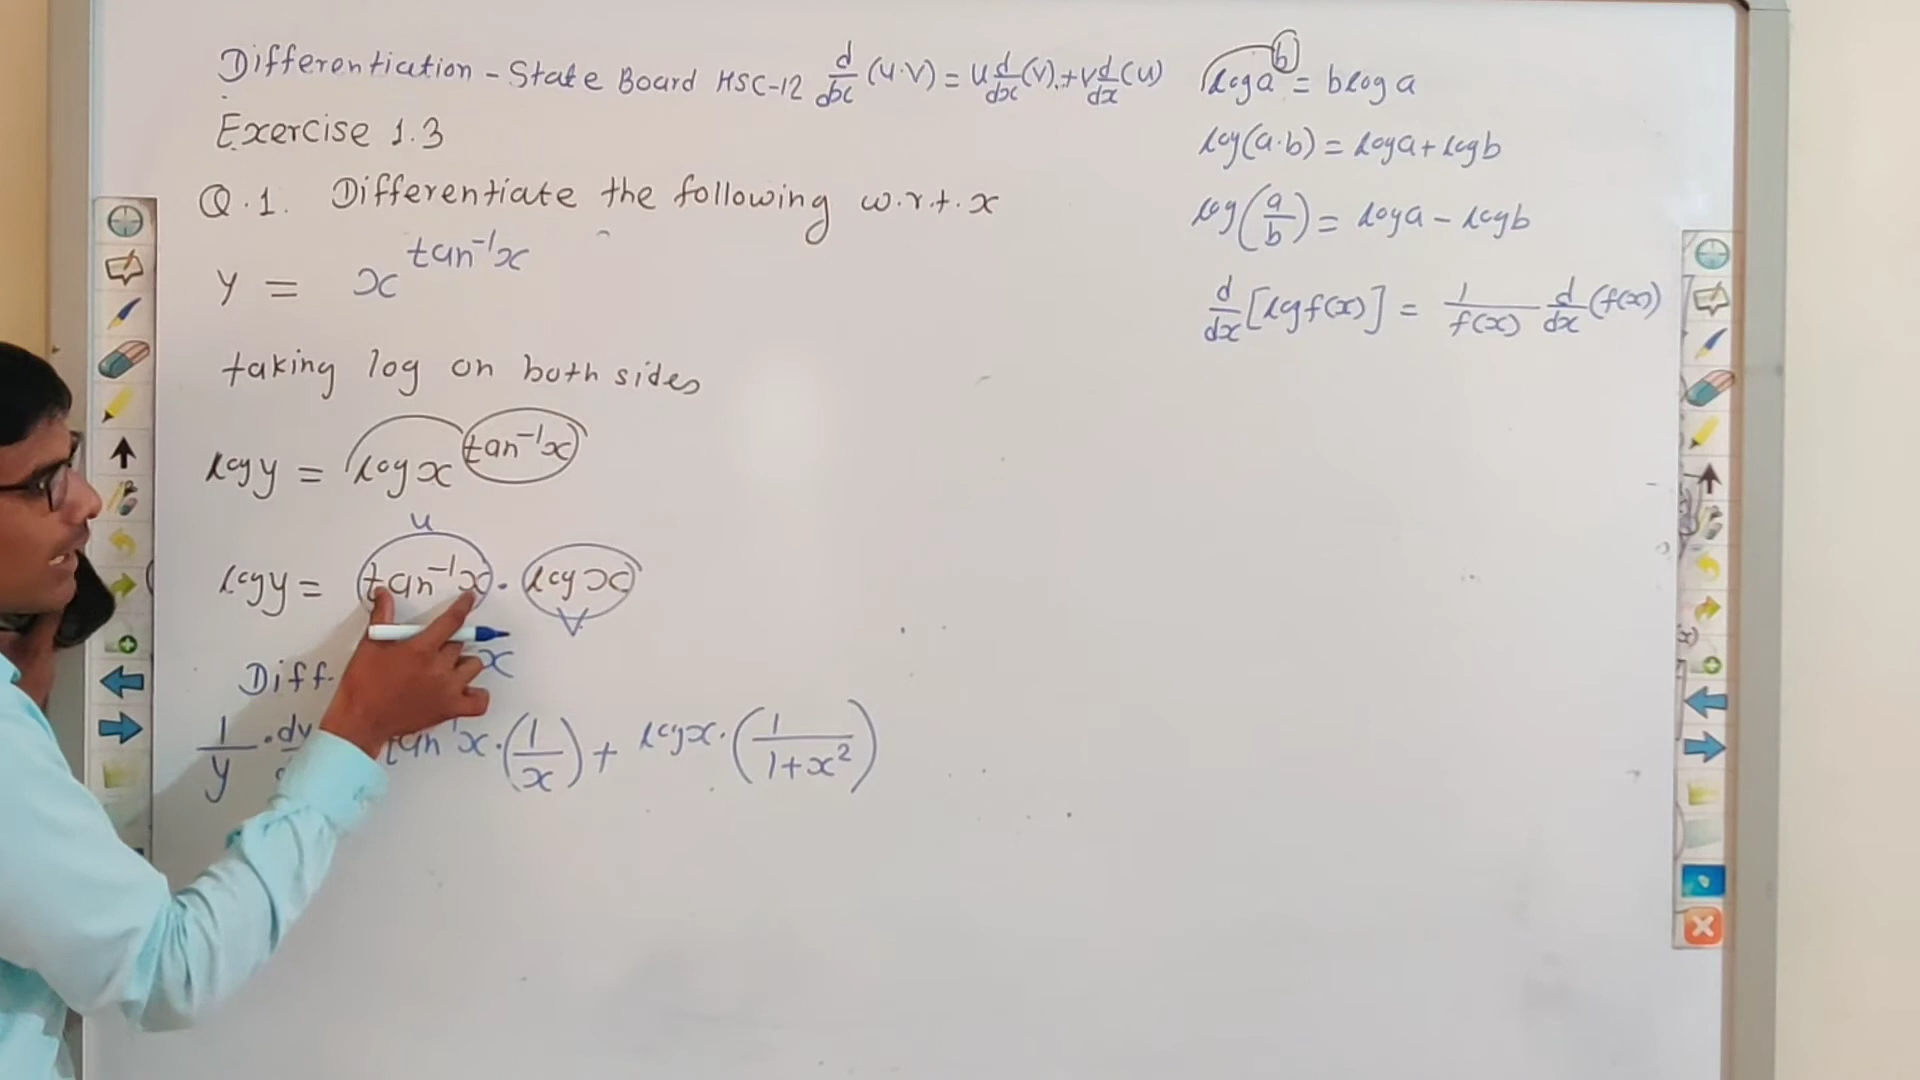 Differentiation - State Board HSC-12 d/dx (u.v) = u d/dx (v) + v d/dx (u)
Exercise 1.3
Q.1. Differentiate the following w.r.t. x
y = x^(tan⁻¹x)
taking log on both sides
log y = log x^(tan⁻¹x)
u
log y = tan⁻¹x . log x
v
Diff. x
1/y . dy = tan⁻¹x . (1/x) + log x . (1/(1+x²))
log a^b = b log a
log(a.b) = log a + log b
log(a/b) = log a - log b
d/dx [log f(x)] = 1/f(x) d/dx (f(x))